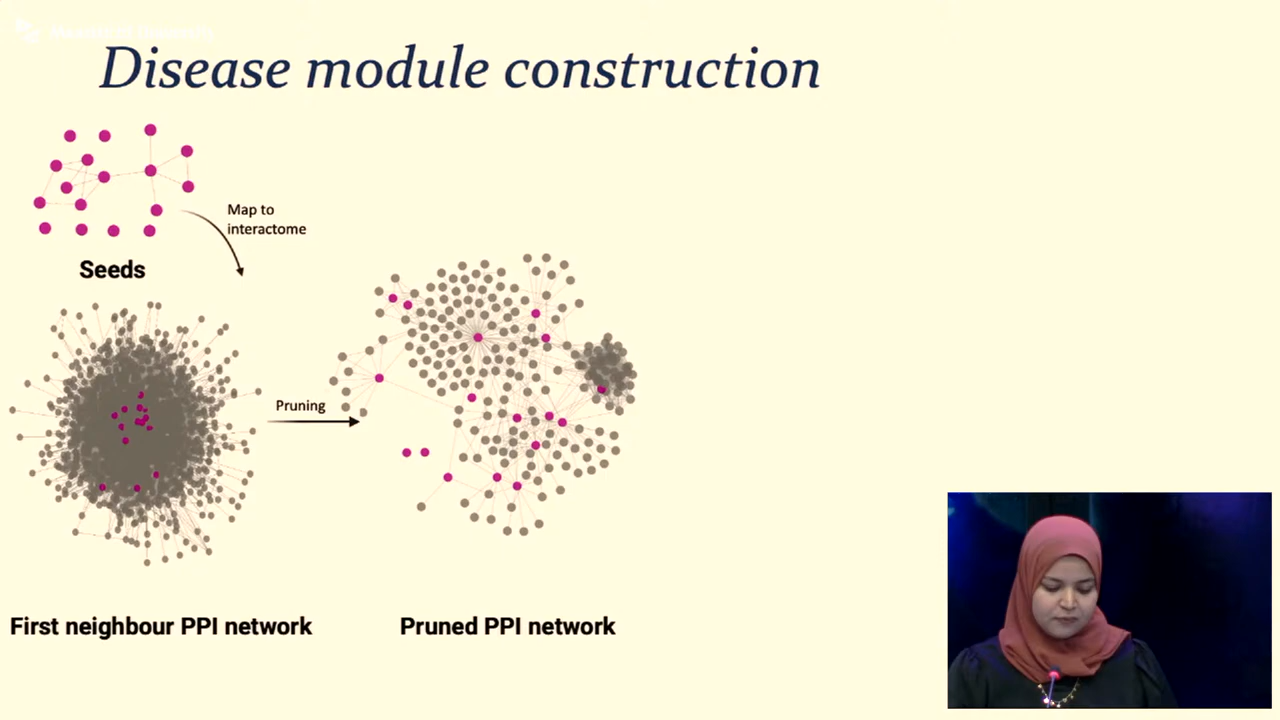 Disease module construction
Map to
interactome
Seeds
Pruning
First neighbour PPI network
Pruned PPI network